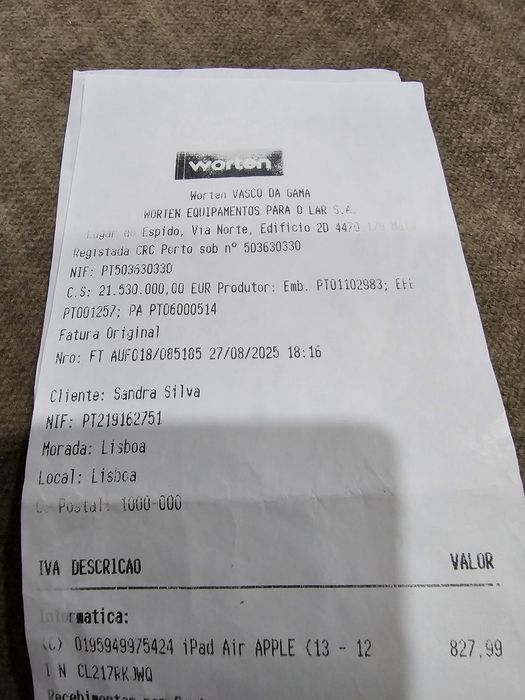 worten
Worten VASCO DA GAMA
WORTEN EQUIPAMENTOS PARA O LAR S.A.
Lugar do Espido, Via Norte, Edificio 2D 4470 179 Maia
Registada CRC Porto sob nº 503630330
NIF: PT503630330
C.S: 21.530.000,00 EUR Produtor: Emb. PT01102983; EEE
PT001257; PA PT06000514
Fatura Original
Nro: FT AUF018/085185 27/08/2025 18:16
Cliente: Sandra Silva
NIF: PT219162751
Morada: Lisboa
Local: Lisboa
C. Postal: 1000-000
IVA DESCRICAO VALOR
Informatica:
(C) 0195949975424 iPad Air APPLE (13 - 12 827,99
N CL217RKJWQ